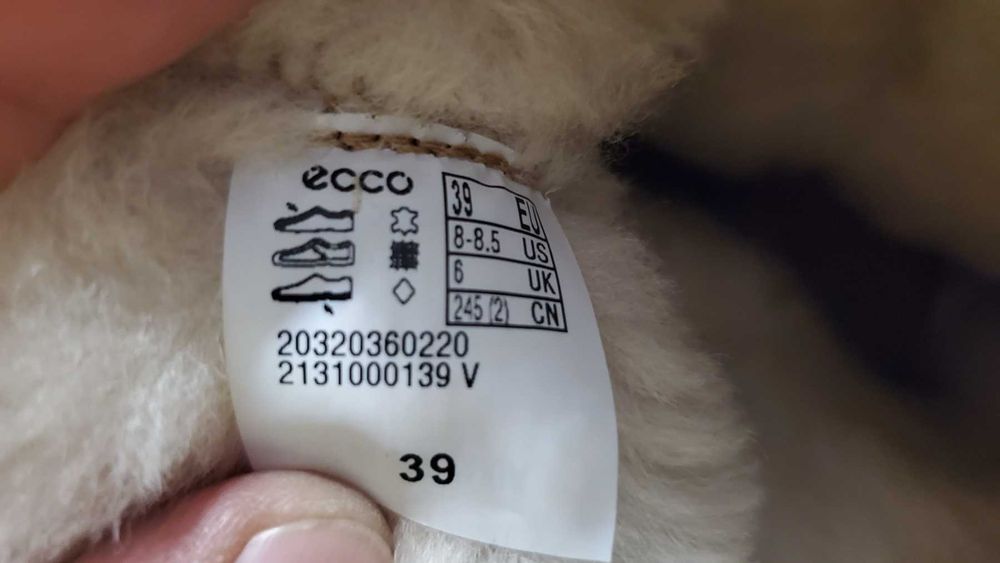 ecco
39 EU
8-8.5 US
6 UK
245 (2) CN
20320360220
2131000139 V
39